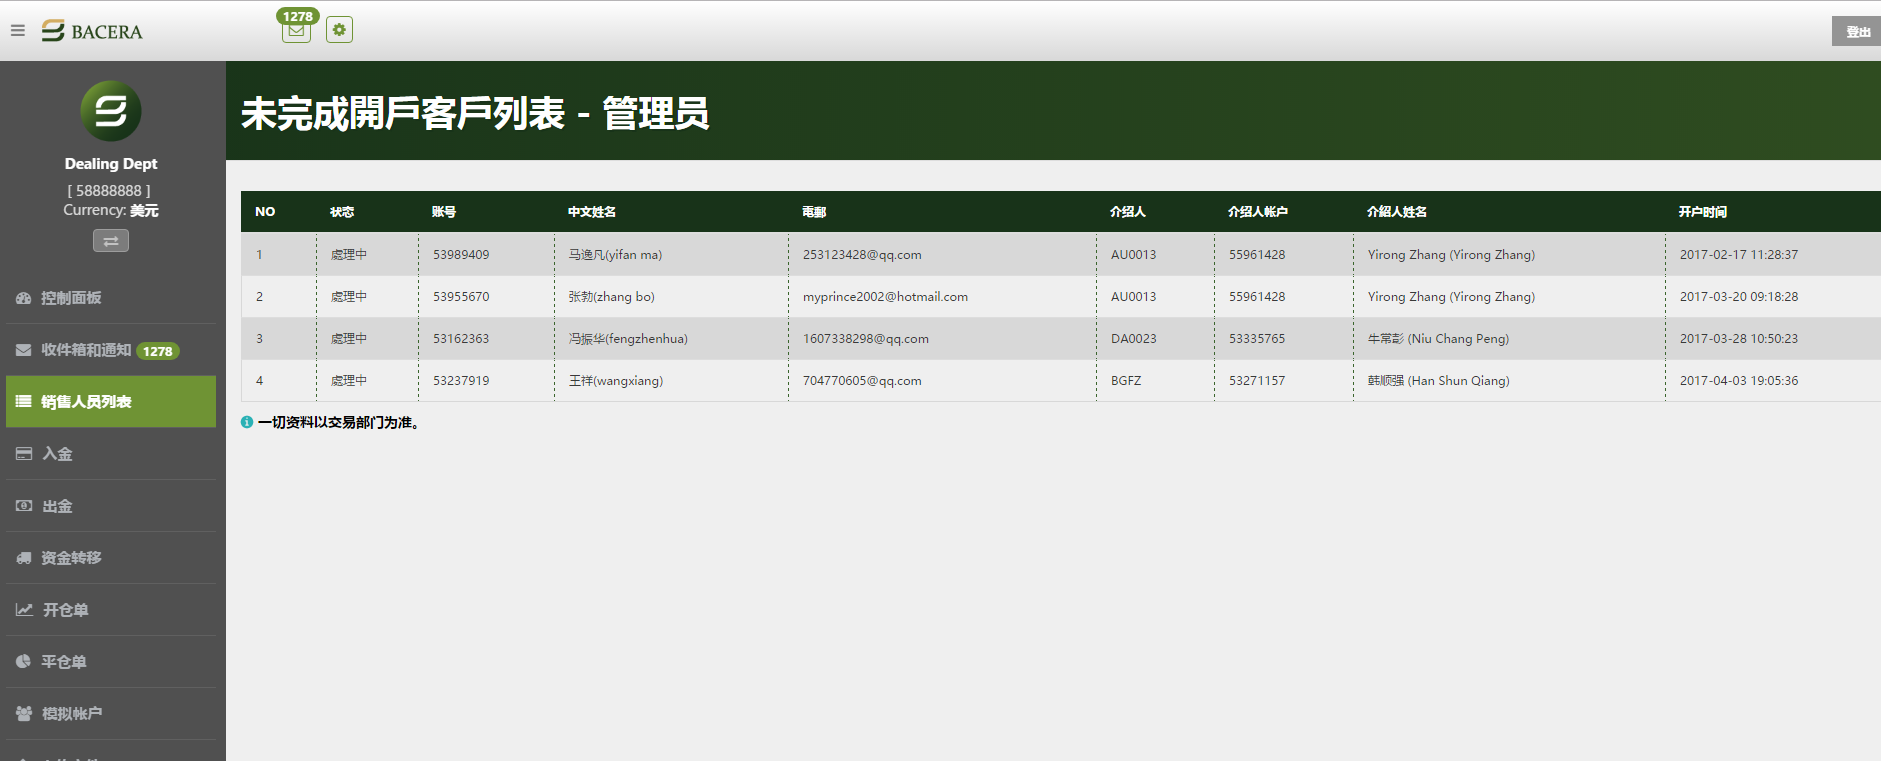 1278
BACERA
登出
Dealing Dept
[ 58888888 ]
Currency: 美元
控制面板
收件箱和通知 1278
销售人员列表
入金
出金
资金转移
开仓单
平仓单
模拟帐户
未完成開戶客戶列表 - 管理员
NO 状态 账号 中文姓名 電郵 介绍人 介绍人帐户 介紹人姓名 开户时间
1 處理中 53989409 马逸凡(yifan ma) 253123428@qq.com AU0013 55961428 Yirong Zhang (Yirong Zhang) 2017-02-17 11:28:37
2 處理中 53955670 张勃(zhang bo) myprince2002@hotmail.com AU0013 55961428 Yirong Zhang (Yirong Zhang) 2017-03-20 09:18:28
3 處理中 53162363 冯振华(fengzhenhua) 1607338298@qq.com DA0023 53335765 牛常彭 (Niu Chang Peng) 2017-03-28 10:50:23
4 處理中 53237919 王祥(wangxiang) 704770605@qq.com BGFZ 53271157 韩顺强 (Han Shun Qiang) 2017-04-03 19:05:36
一切资料以交易部门为准。